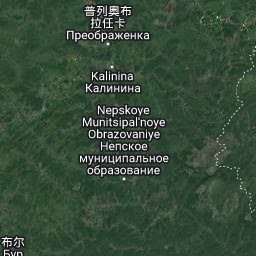 普列奥布
拉任卡
Преображенка
Kalinina
Калинина
Nepskoye
Munitsipal'noye
Obrazovaniye
Непское
муниципальное
образование
布尔
Бур